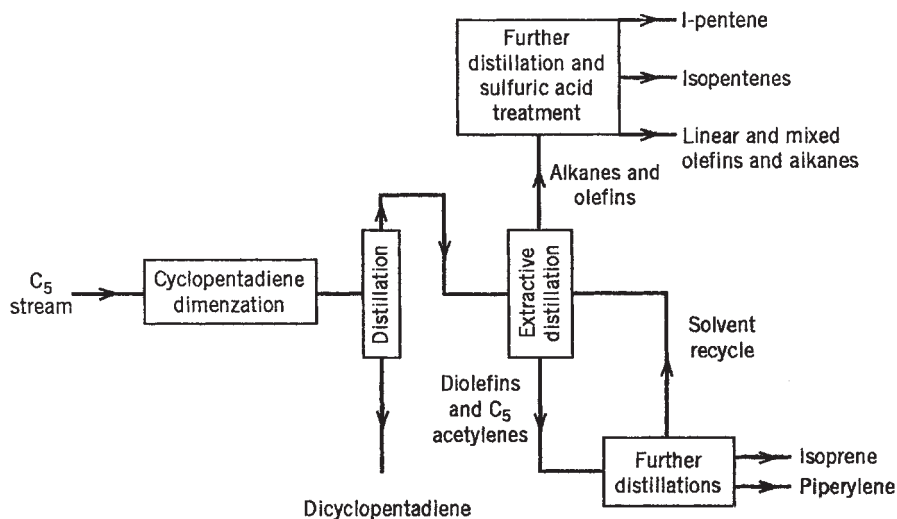 Further
distillation and
sulfuric acid
treatment
I-pentene
Isopentenes
Linear and mixed
olefins and alkanes
Alkanes and
olefins
C5
stream
Cyclopentadiene
dimenzation
Distillation
Extractive
distillation
Solvent
recycle
Diolefins
and C5
acetylenes
Further
distillations
Isoprene
Piperylene
Dicyclopentadiene